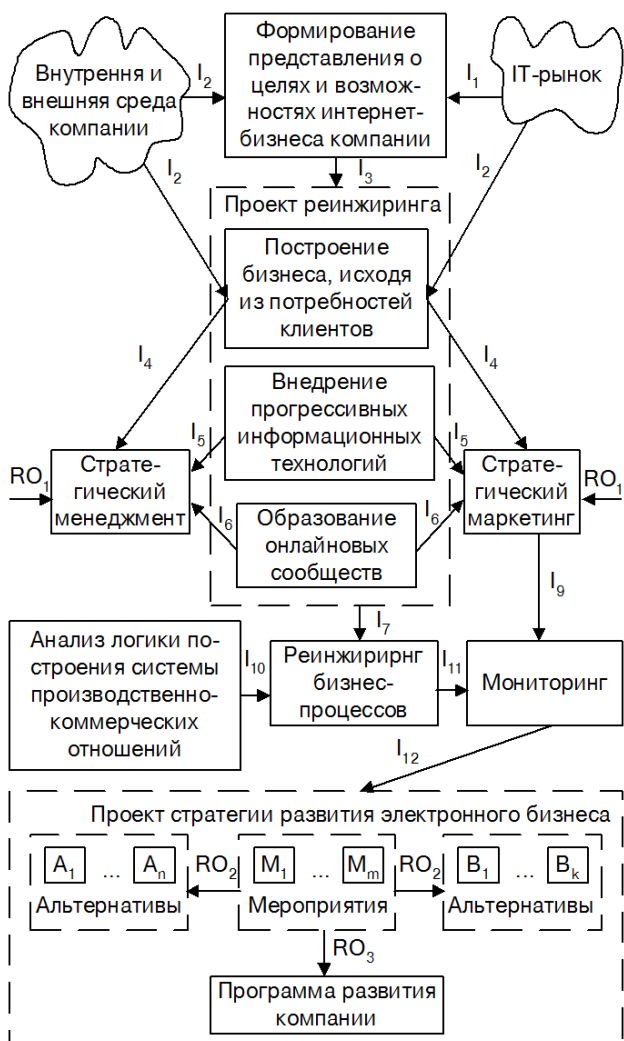 Формирование
представления о
целях и возмож-
ностях интернет-
бизнеса компании
Внутрення и
внешняя среда
компании
IT-рынок
I₂
I₁
I₂
I₃
I₂
Проект реинжиринга
Построение
бизнеса, исходя
из потребностей
клиентов
I₄
I₄
Внедрение
прогрессивных
информационных
технологий
I₅
I₅
RO₁
Страте-
гический
менеджмент
Страте-
гический
маркетинг
RO₁
I₆
I₆
Образование
онлайновых
сообществ
I₇
I₉
Анализ логики по-
строения системы
производственно-
коммерческих
отношений
I₁₀
Реинжирирнг
бизнес-
процессов
I₁₁
Мониторинг
I₁₂
Проект стратегии развития электронного бизнеса
A₁ ... Aₙ
RO₂
M₁ ... Mₘ
RO₂
B₁ ... Bₖ
Альтернативы
Мероприятия
Альтернативы
RO₃
Программа развития
компании